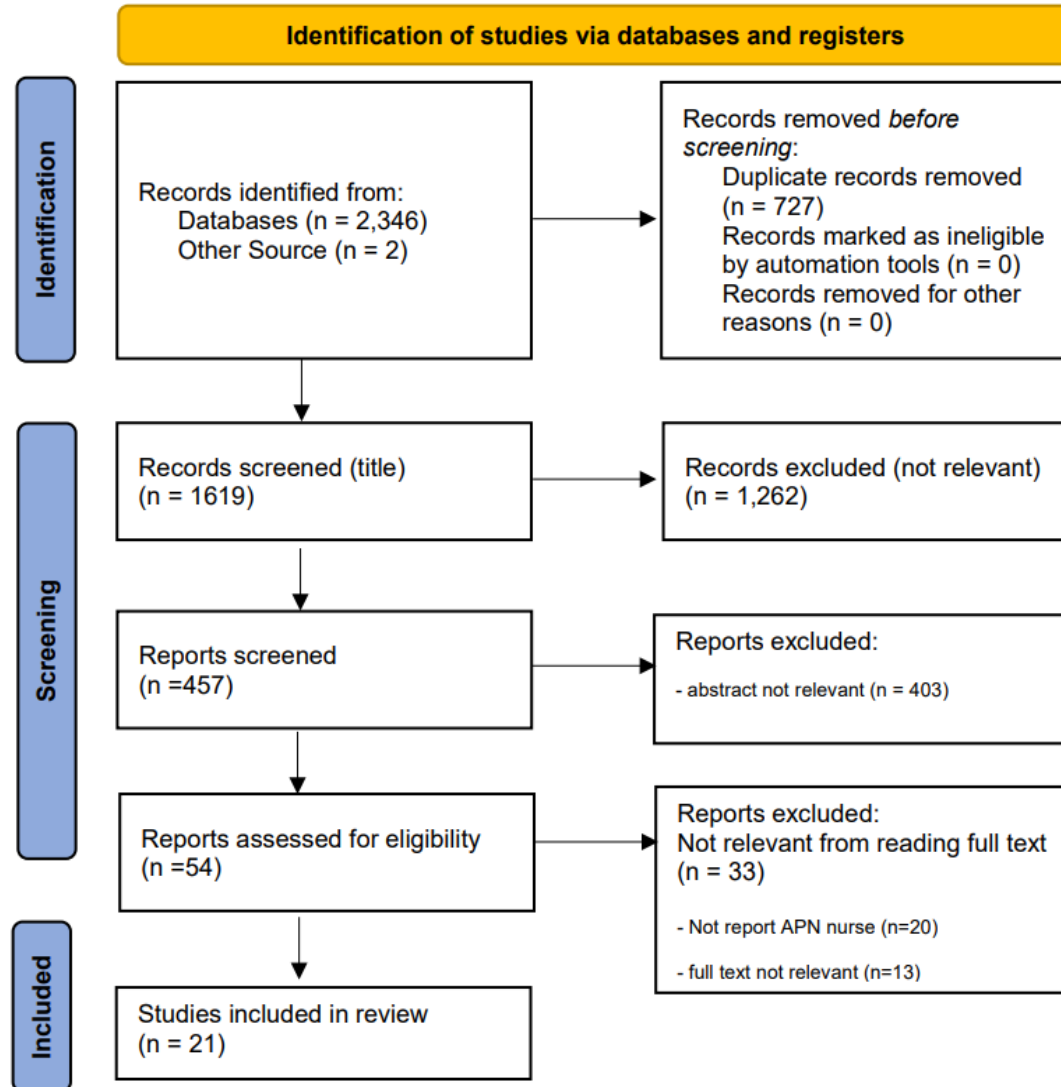 Identification of studies via databases and registers
Identification
Records identified from:
Databases (n = 2,346)
Other Source (n = 2)
Records removed before
screening:
Duplicate records removed
(n = 727)
Records marked as ineligible
by automation tools (n = 0)
Records removed for other
reasons (n = 0)
Screening
Records screened (title)
(n = 1619)
Records excluded (not relevant)
(n = 1,262)
Reports screened
(n =457)
Reports excluded:
- abstract not relevant (n = 403)
Reports assessed for eligibility
(n =54)
Reports excluded:
Not relevant from reading full text
(n = 33)
- Not report APN nurse (n=20)
- full text not relevant (n=13)
Included
Studies included in review
(n = 21)